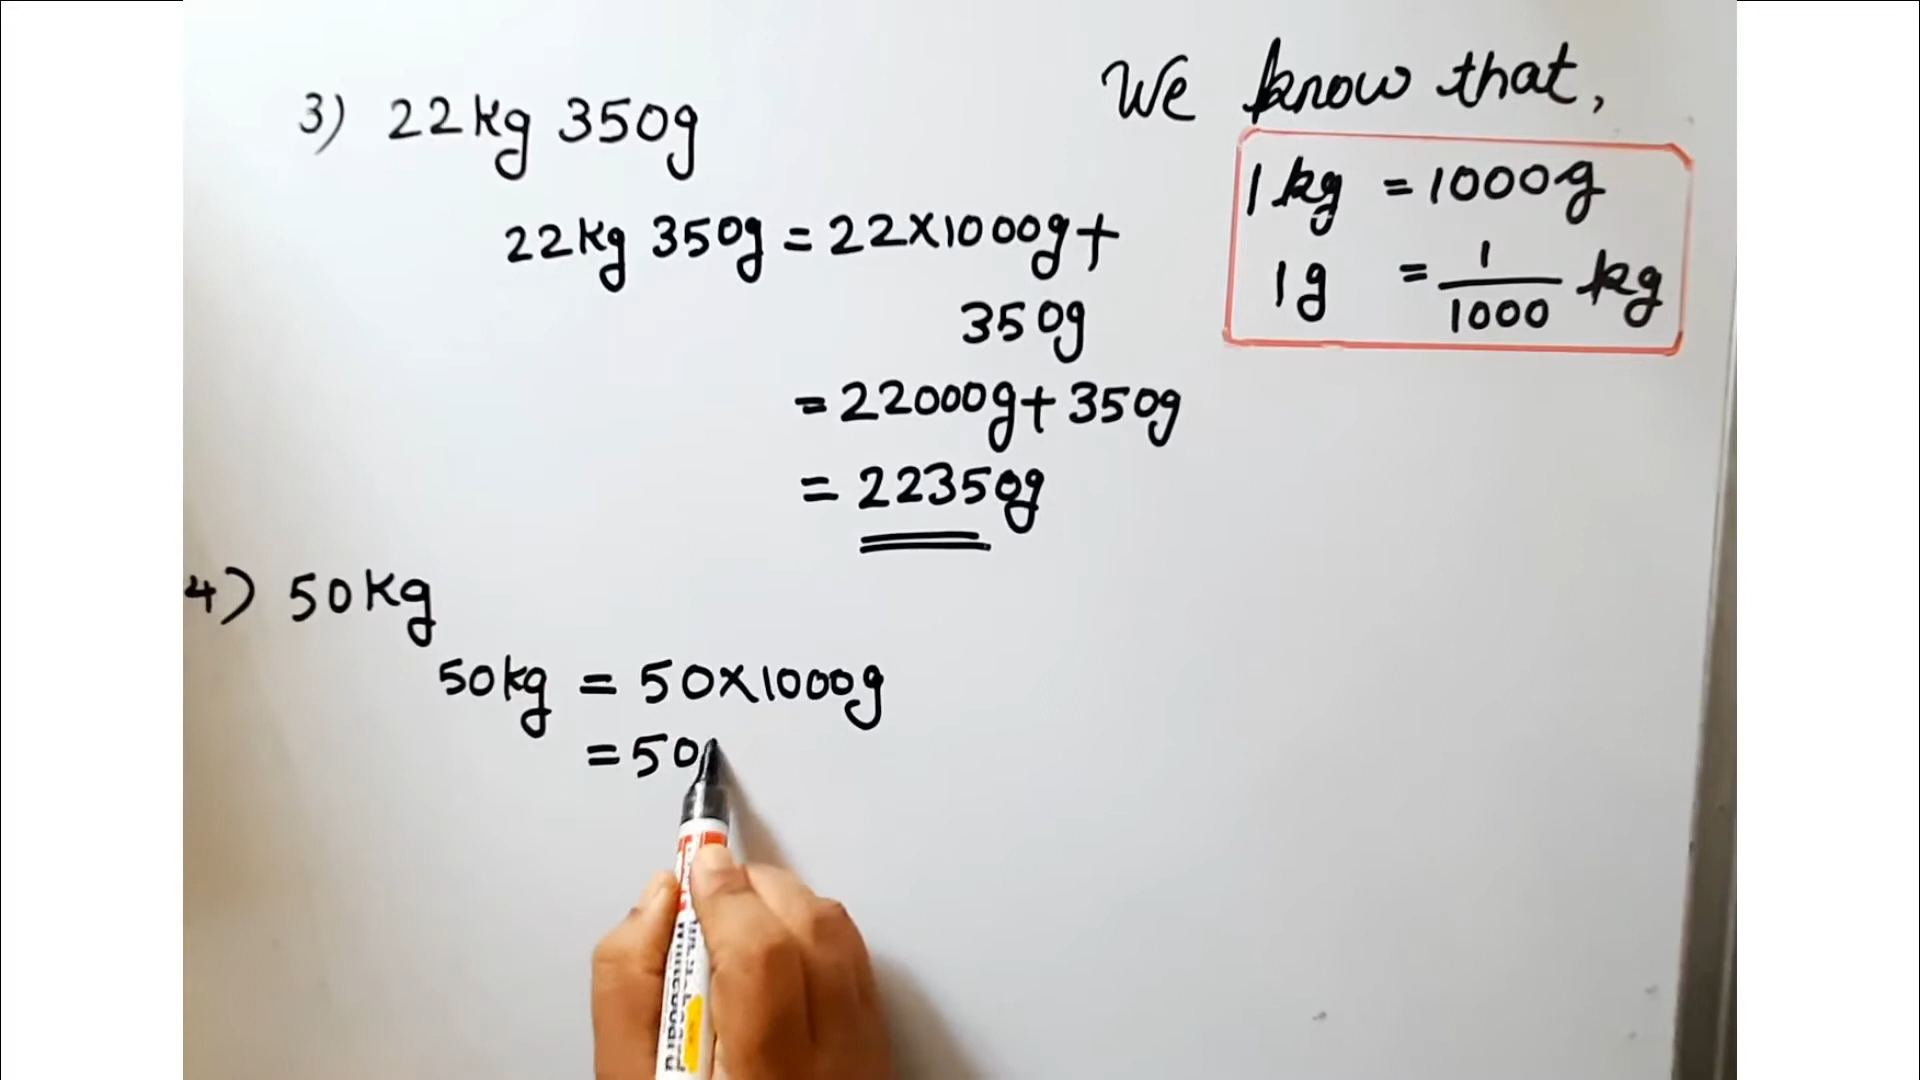 3) 22kg 350g
22kg 350g = 22×1000g+
350g
= 22000g + 350g
= 22350g
4) 50kg
50kg = 50×1000g
= 50
We know that,
1kg = 1000g
1g = 1/1000 kg
Whiteboard